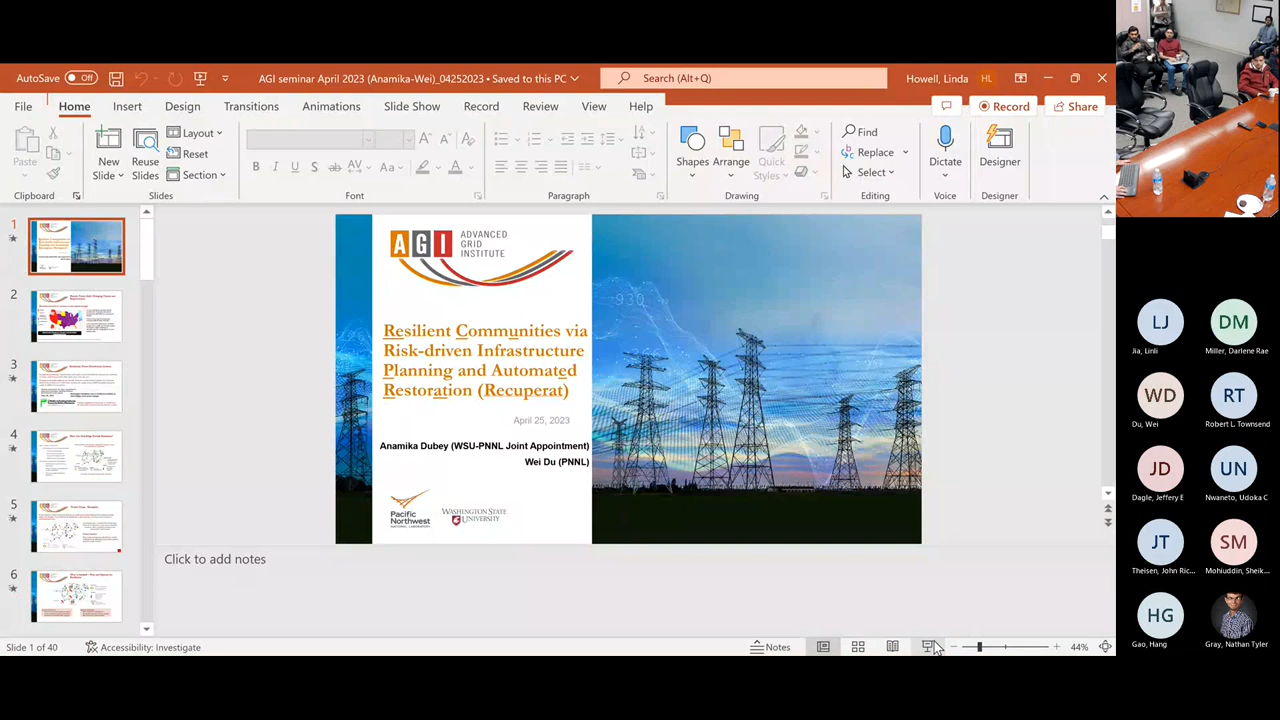 AutoSave Off
AGI seminar April 2023 (Anamika-Wei)_04252023 • Saved to this PC
Search (Alt+Q)
Howell, Linda HL
File Home Insert Design Transitions Animations Slide Show Record Review View Help
Record Share
Paste
New
Slide
Reuse
Slides
Layout
Reset
Section
Shapes Arrange Quick
Styles
Find
Replace
Select
Dictate
Designer
Clipboard Slides Font Paragraph Drawing Editing Voice Designer
1
2
3
4
5
6
AGI ADVANCED
GRID
INSTITUTE
930
Resilient Communities via
Risk-driven Infrastructure
Planning and Automated
Restoration (Recuperat)
April 25, 2023
Anamika Dubey (WSU-PNNL Joint Appointment)
Wei Du (PNNL)
Pacific
Northwest
NATIONAL LABORATORY
WASHINGTON STATE
UNIVERSITY
Click to add notes
Slide 1 of 40 Accessibility: Investigate Notes 44%
LJ DM
Jia, Linli Miller, Darlene Rae
WD RT
Du, Wei Robert L. Townsend
JD UN
Dagle, Jeffery E Nwaneto, Udoka C
JT SM
Theisen, John Ric... Mohiuddin, Sheik...
HG
Gao, Hang Gray, Nathan Tyler